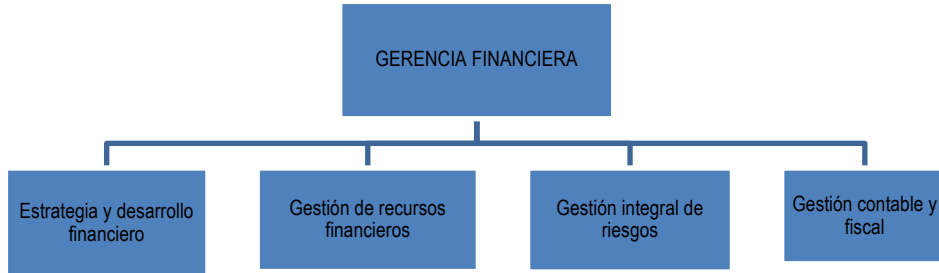 GERENCIA FINANCIERA
Estrategia y desarrollo
financiero
Gestión de recursos
financieros
Gestión integral de
riesgos
Gestión contable y
fiscal